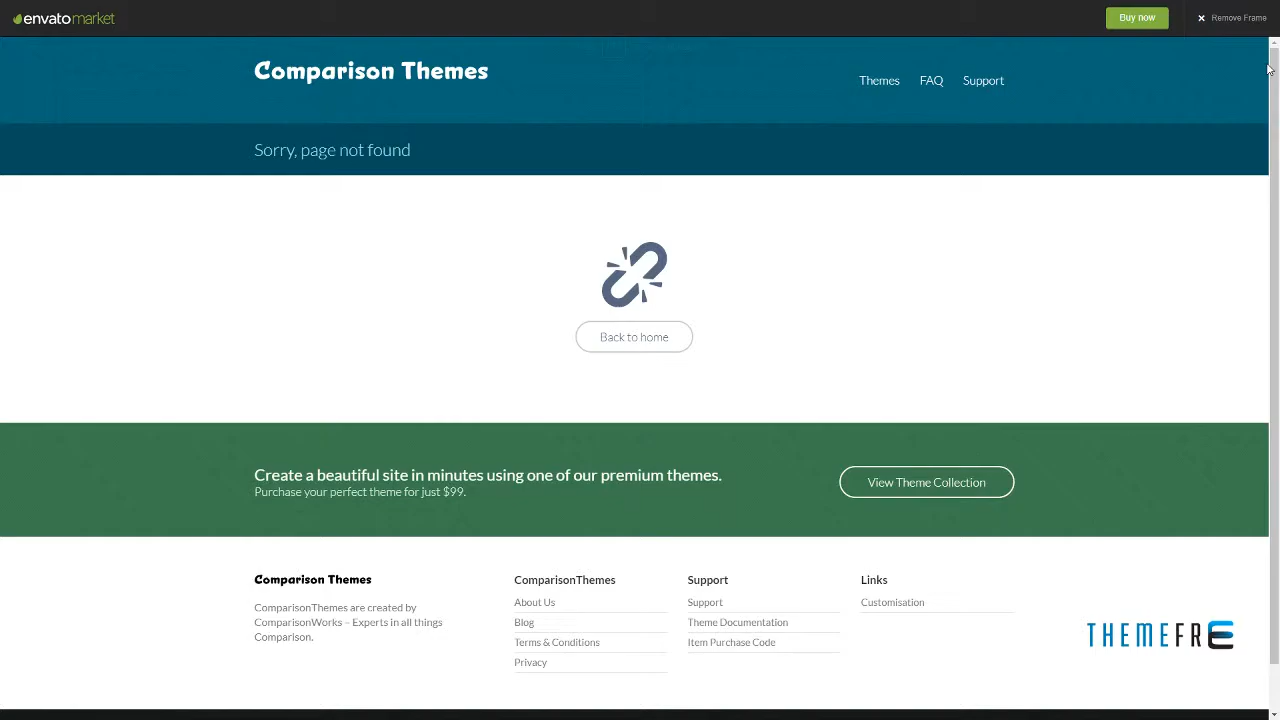 envato market
Buy now
Remove Frame
Comparison Themes
Themes
FAQ
Support
Sorry, page not found
Back to home
Create a beautiful site in minutes using one of our premium themes.
Purchase your perfect theme for just $99.
View Theme Collection
Comparison Themes
ComparisonThemes are created by
ComparisonWorks – Experts in all things
Comparison.
ComparisonThemes
About Us
Blog
Terms & Conditions
Privacy
Support
Support
Theme Documentation
Item Purchase Code
Links
Customisation
THEMEFRE